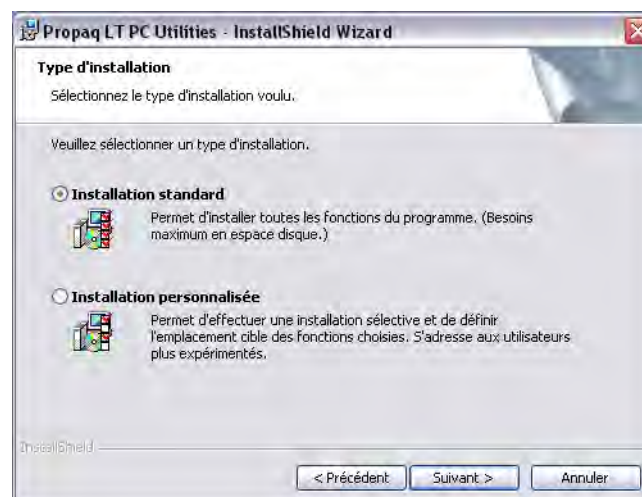 Propaq LT PC Utilities - InstallShield Wizard
Type d'installation
Sélectionnez le type d'installation voulu.
Veuillez sélectionner un type d'installation.
Installation standard
Permet d'installer toutes les fonctions du programme. (Besoins
maximum en espace disque.)
Installation personnalisée
Permet d'effectuer une installation sélective et de définir
l'emplacement cible des fonctions choisies. S'adresse aux utilisateurs
plus expérimentés.
InstallShield
< Précédent
Suivant >
Annuler